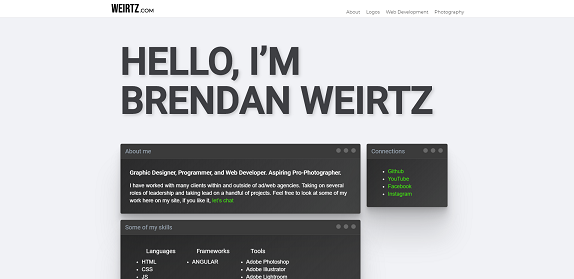 WEIRTZ.COM
About Logos Web Development Photography
HELLO, I'M
BRENDAN WEIRTZ
About me
Graphic Designer, Programmer, and Web Developer. Aspiring Pro-Photographer.
I have worked with many clients within and outside of ad/web agencies. Taking on several
roles of leadership and taking lead on a handful of projects. Feel free to look at some of my
work here on my site, if you like it, let's chat
Connections
Github
YouTube
Facebook
Instagram
Some of my skills
Languages
HTML
CSS
JS
Frameworks
ANGULAR
Tools
Adobe Photoshop
Adobe Illustrator
Adobe Lightroom